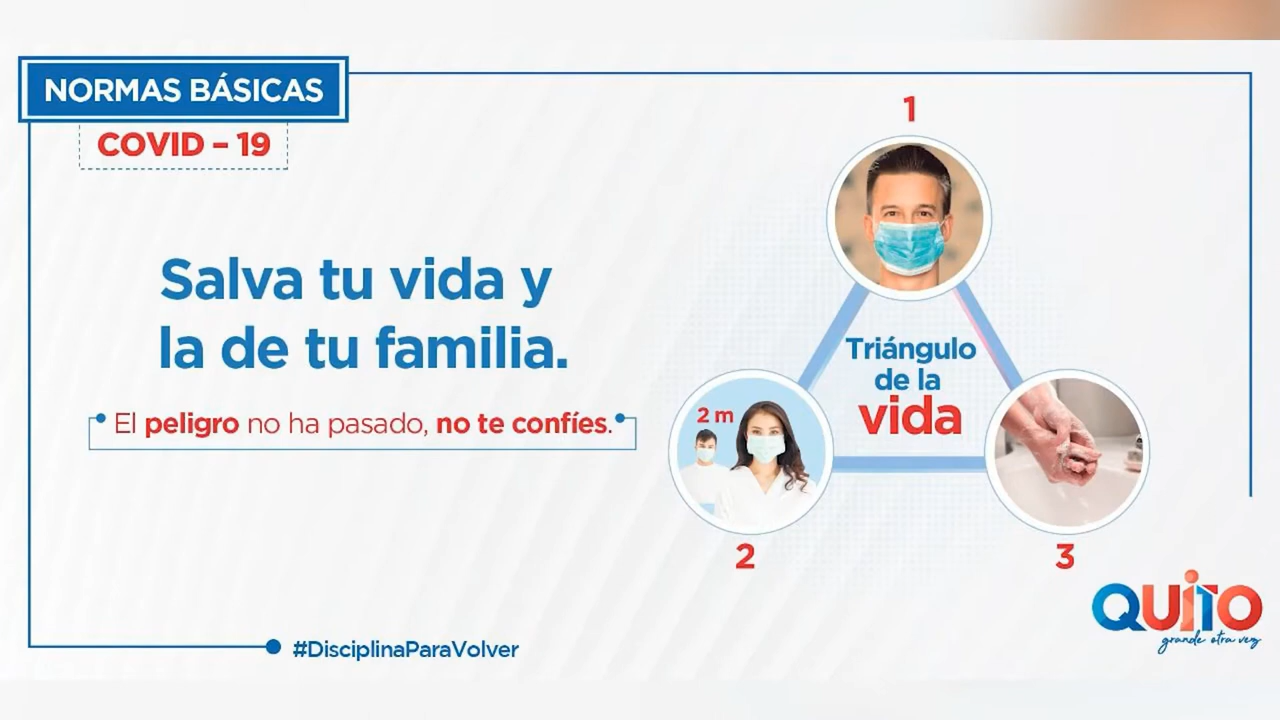 NORMAS BÁSICAS
COVID – 19
Salva tu vida y
la de tu familia.
El peligro no ha pasado, no te confíes.
#DisciplinaParaVolver
1
Triángulo
de la
vida
2 m
2
3
QUITO
grande otra vez